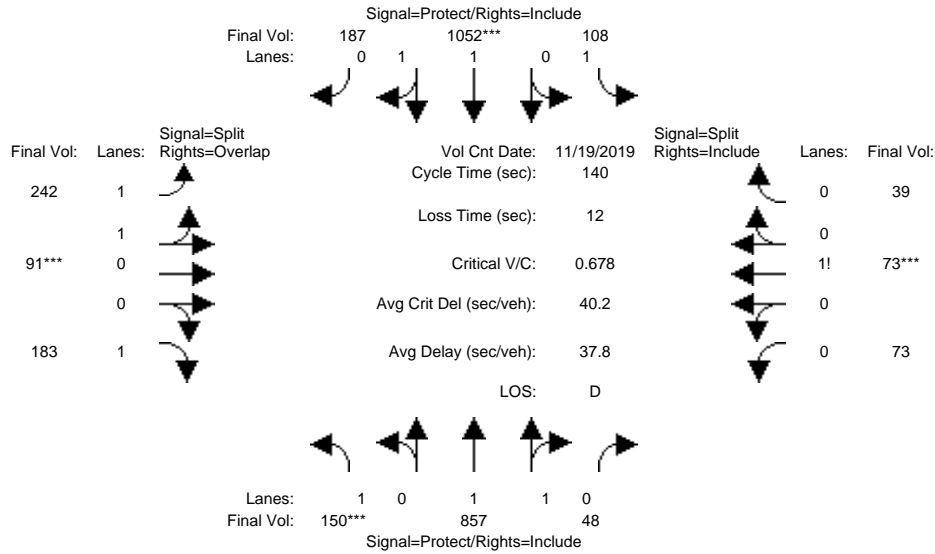 Signal=Protect/Rights=Include
Final Vol: 187 1052*** 108
Lanes: 0 1 1 0 1
Signal=Split
Final Vol: Lanes: Rights=Overlap
Vol Cnt Date: 11/19/2019
Signal=Split
Rights=Include Lanes: Final Vol:
Cycle Time (sec): 140
242 1
0 39
Loss Time (sec): 12
1
0
91*** 0
Critical V/C: 0.678
1! 73***
0
Avg Crit Del (sec/veh): 40.2
0
183 1
Avg Delay (sec/veh): 37.8
0 73
LOS: D
Lanes: 1 0 1 1 0
Final Vol: 150*** 857 48
Signal=Protect/Rights=Include